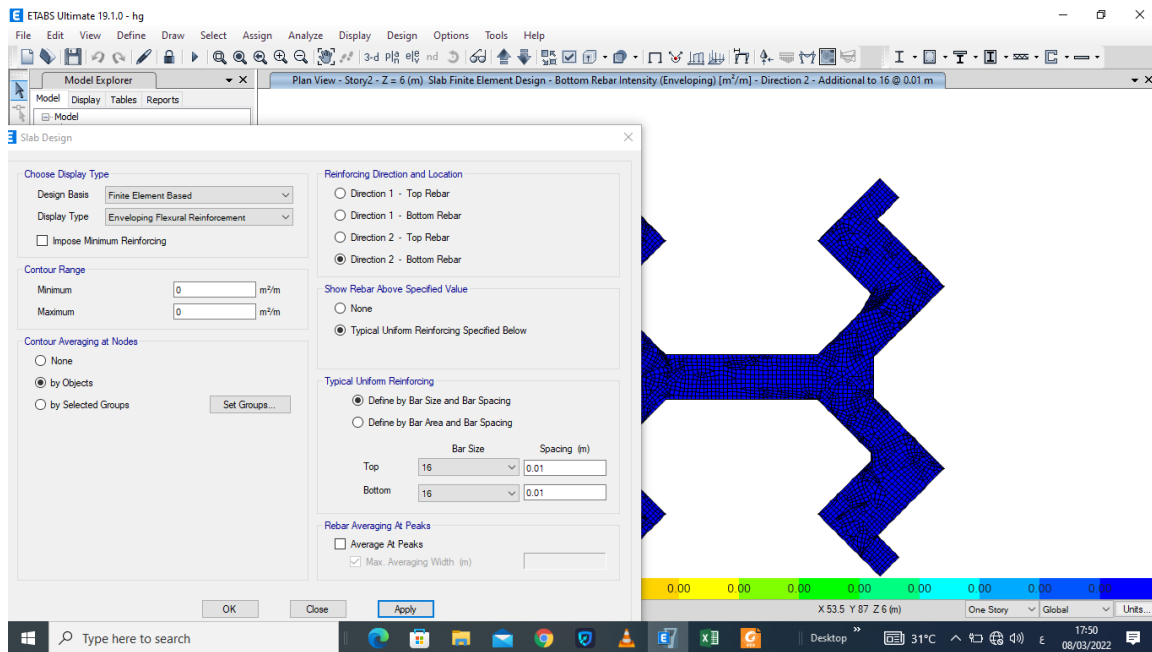 ETABS Ultimate 19.1.0 - hg
File Edit View Define Draw Select Assign Analyze Display Design Options Tools Help
3-d plạ elẹ nd
Model Explorer
Plan View - Story2 - Z = 6 (m) Slab Finite Element Design - Bottom Rebar Intensity (Enveloping) [m²/m] - Direction 2 - Additional to 16 @ 0.01 m
Model Display Tables Reports
Model
Slab Design
Choose Display Type
Design Basis Finite Element Based
Display Type Enveloping Flexural Reinforcement
Impose Minimum Reinforcing
Contour Range
Minimum 0 m²/m
Maximum 0 m²/m
Contour Averaging at Nodes
None
by Objects
by Selected Groups Set Groups...
Reinforcing Direction and Location
Direction 1 - Top Rebar
Direction 1 - Bottom Rebar
Direction 2 - Top Rebar
Direction 2 - Bottom Rebar
Show Rebar Above Specified Value
None
Typical Uniform Reinforcing Specified Below
Typical Uniform Reinforcing
Define by Bar Size and Bar Spacing
Define by Bar Area and Bar Spacing
Bar Size Spacing (m)
Top 16 0.01
Bottom 16 0.01
Rebar Averaging At Peaks
Average At Peaks
Max. Averaging Width (m)
OK Close Apply
0.00 0.00 0.00 0.00 0.00 0.00 0.00 0.00
X 53.5 Y 87 Z 6 (m) One Story Global Units...
Type here to search
Desktop 31°C ع 17:50
08/03/2022